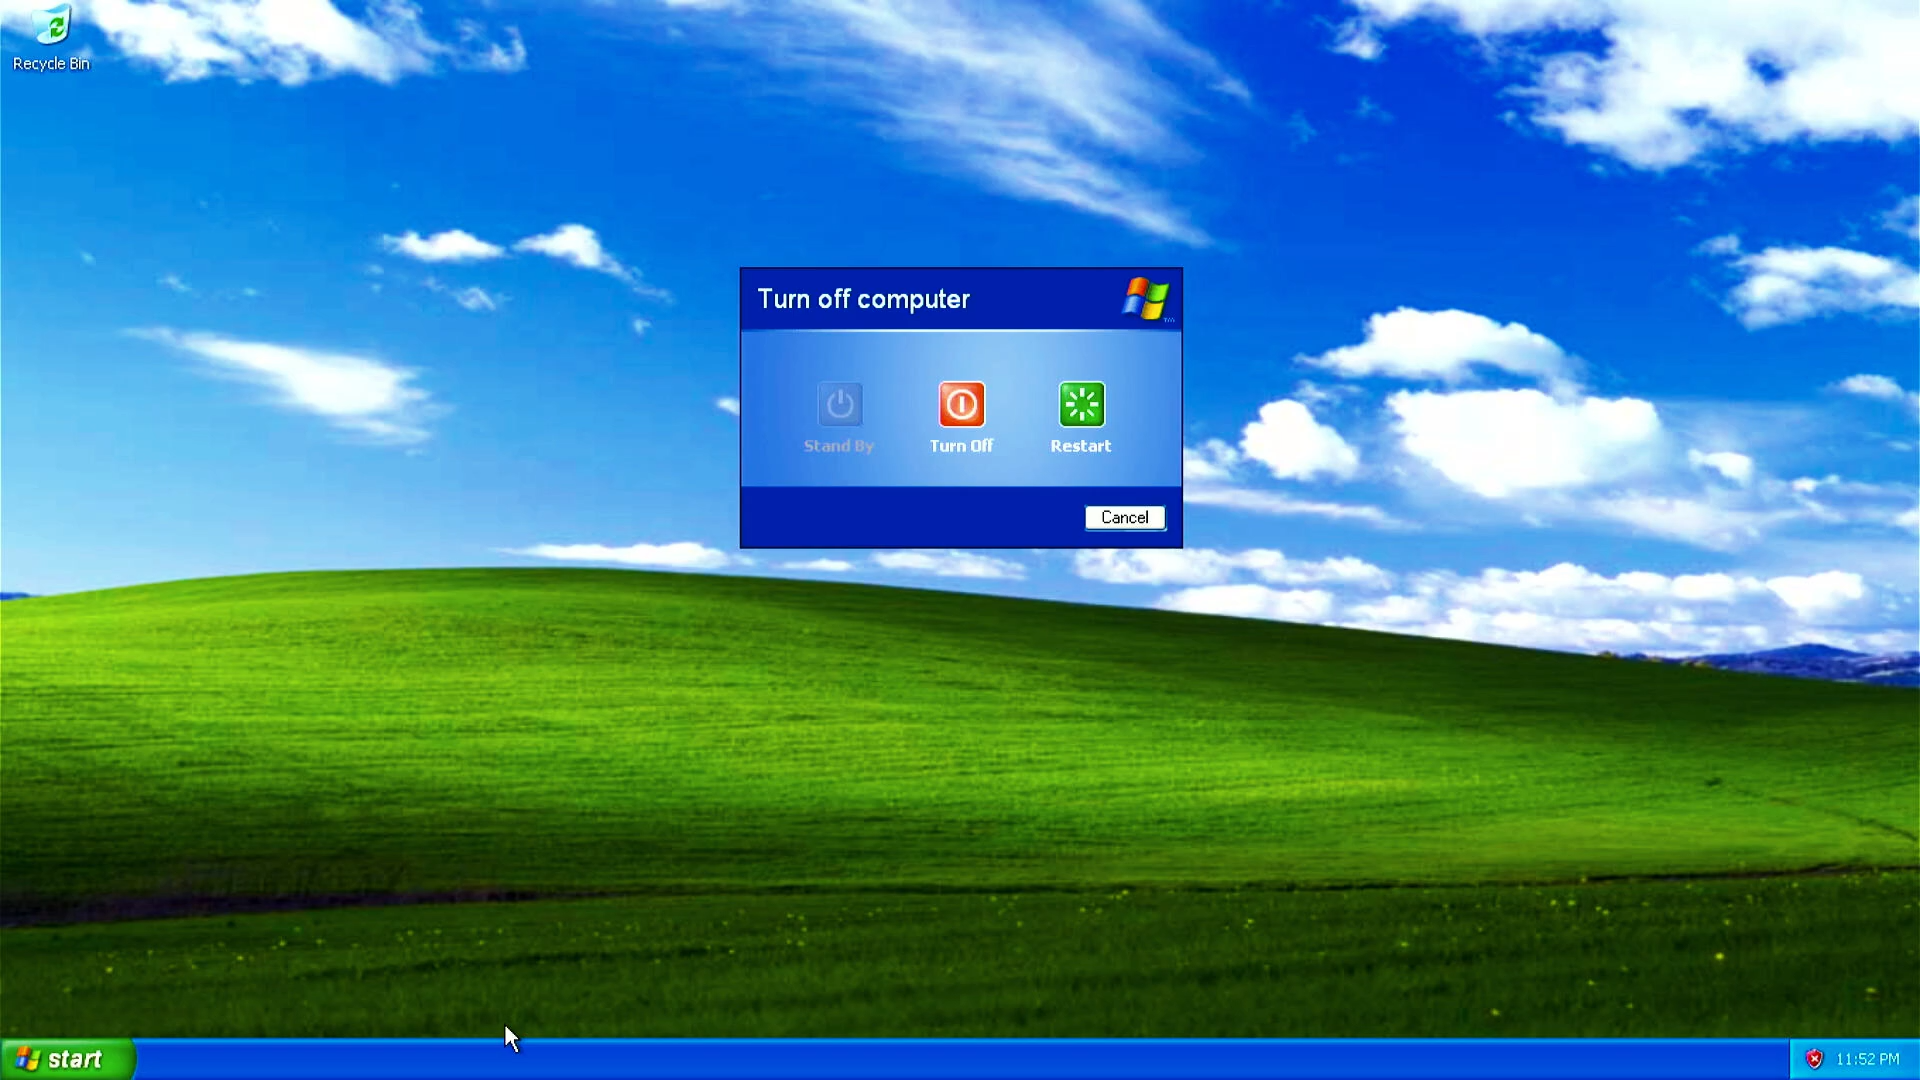 Recycle Bin
Turn off computer
Stand By
Turn Off
Restart
Cancel
start
11:52 PM